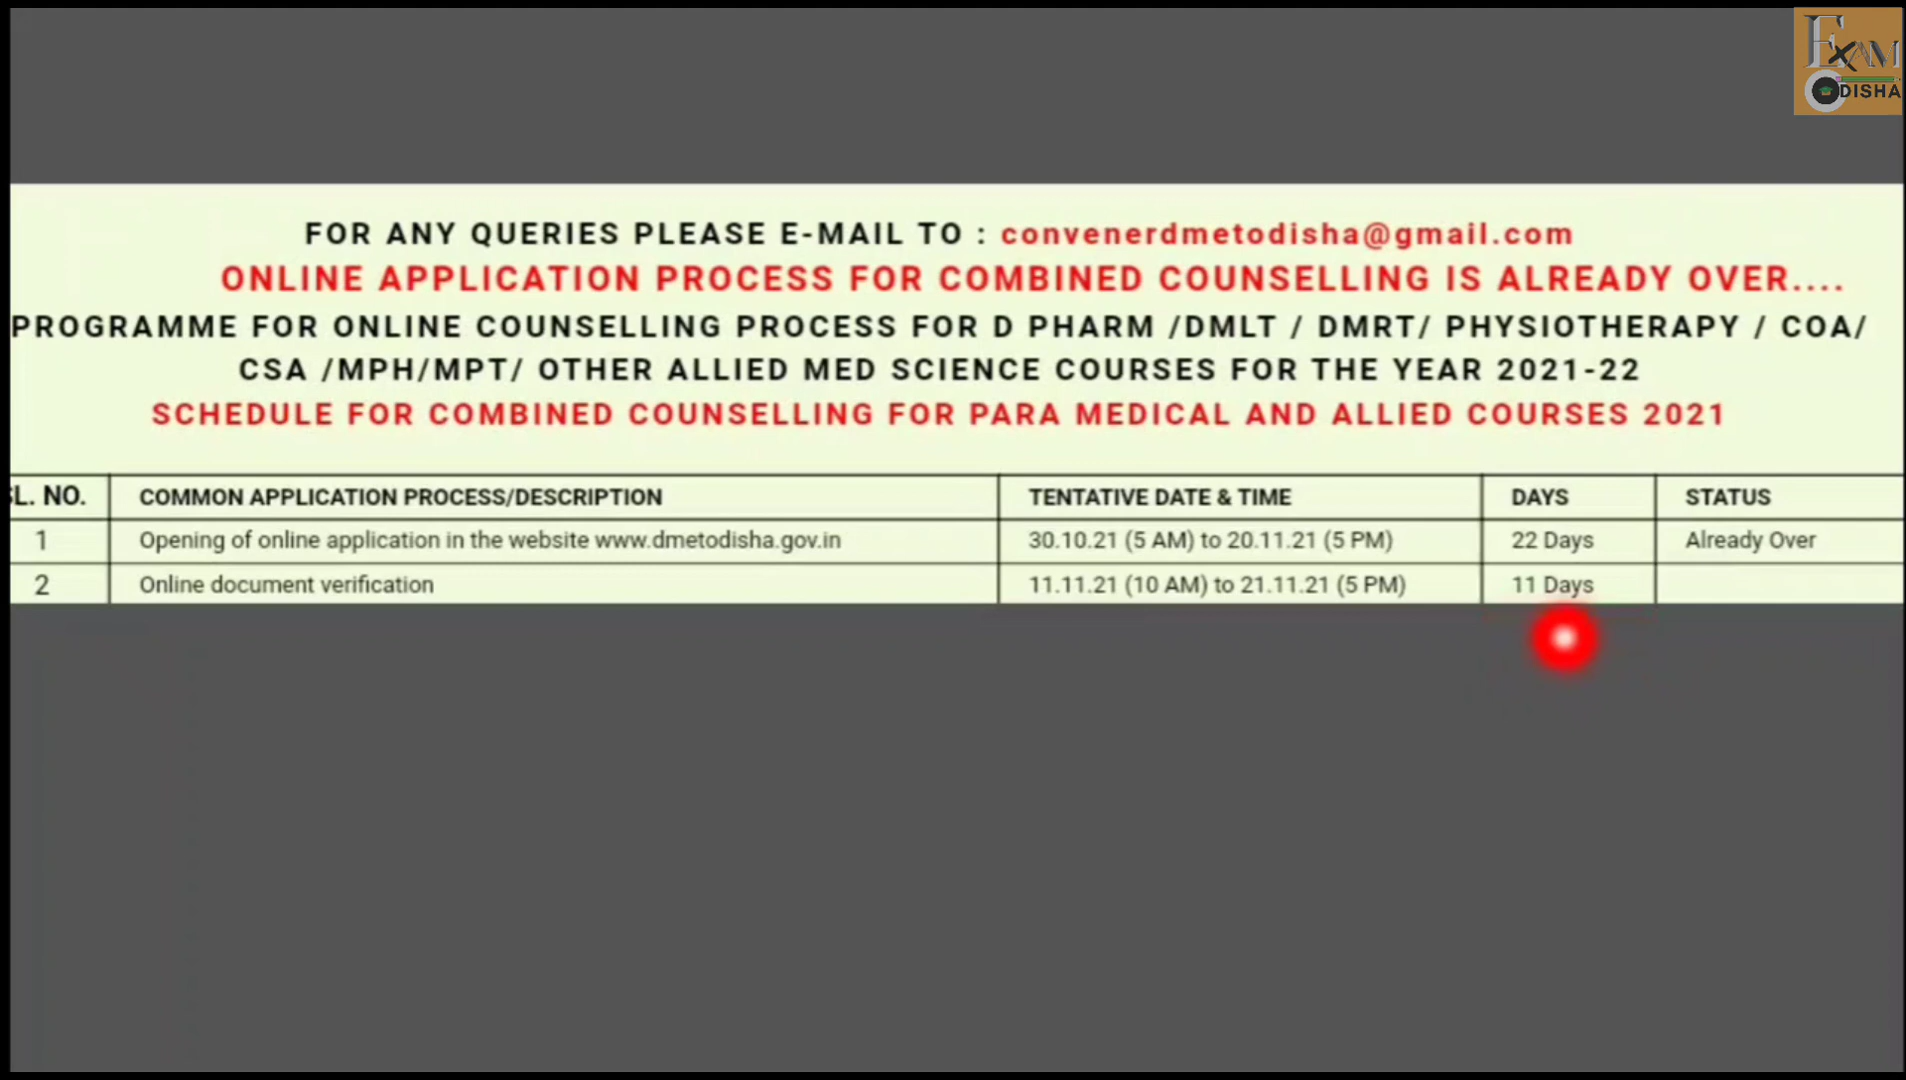 EXAM
ODISHA
FOR ANY QUERIES PLEASE E-MAIL TO : convenerdmetodisha@gmail.com
ONLINE APPLICATION PROCESS FOR COMBINED COUNSELLING IS ALREADY OVER....
PROGRAMME FOR ONLINE COUNSELLING PROCESS FOR D PHARM /DMLT / DMRT/ PHYSIOTHERAPY / COA/
CSA /MPH/MPT/ OTHER ALLIED MED SCIENCE COURSES FOR THE YEAR 2021-22
SCHEDULE FOR COMBINED COUNSELLING FOR PARA MEDICAL AND ALLIED COURSES 2021
SL. NO. COMMON APPLICATION PROCESS/DESCRIPTION TENTATIVE DATE & TIME DAYS STATUS
1 Opening of online application in the website www.dmetodisha.gov.in 30.10.21 (5 AM) to 20.11.21 (5 PM) 22 Days Already Over
2 Online document verification 11.11.21 (10 AM) to 21.11.21 (5 PM) 11 Days